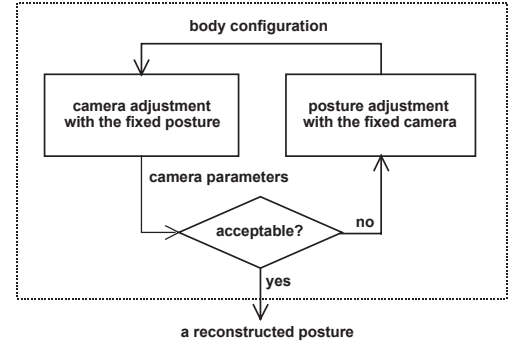 body configuration
camera adjustment
with the fixed posture
posture adjustment
with the fixed camera
camera parameters
acceptable?
no
yes
a reconstructed posture